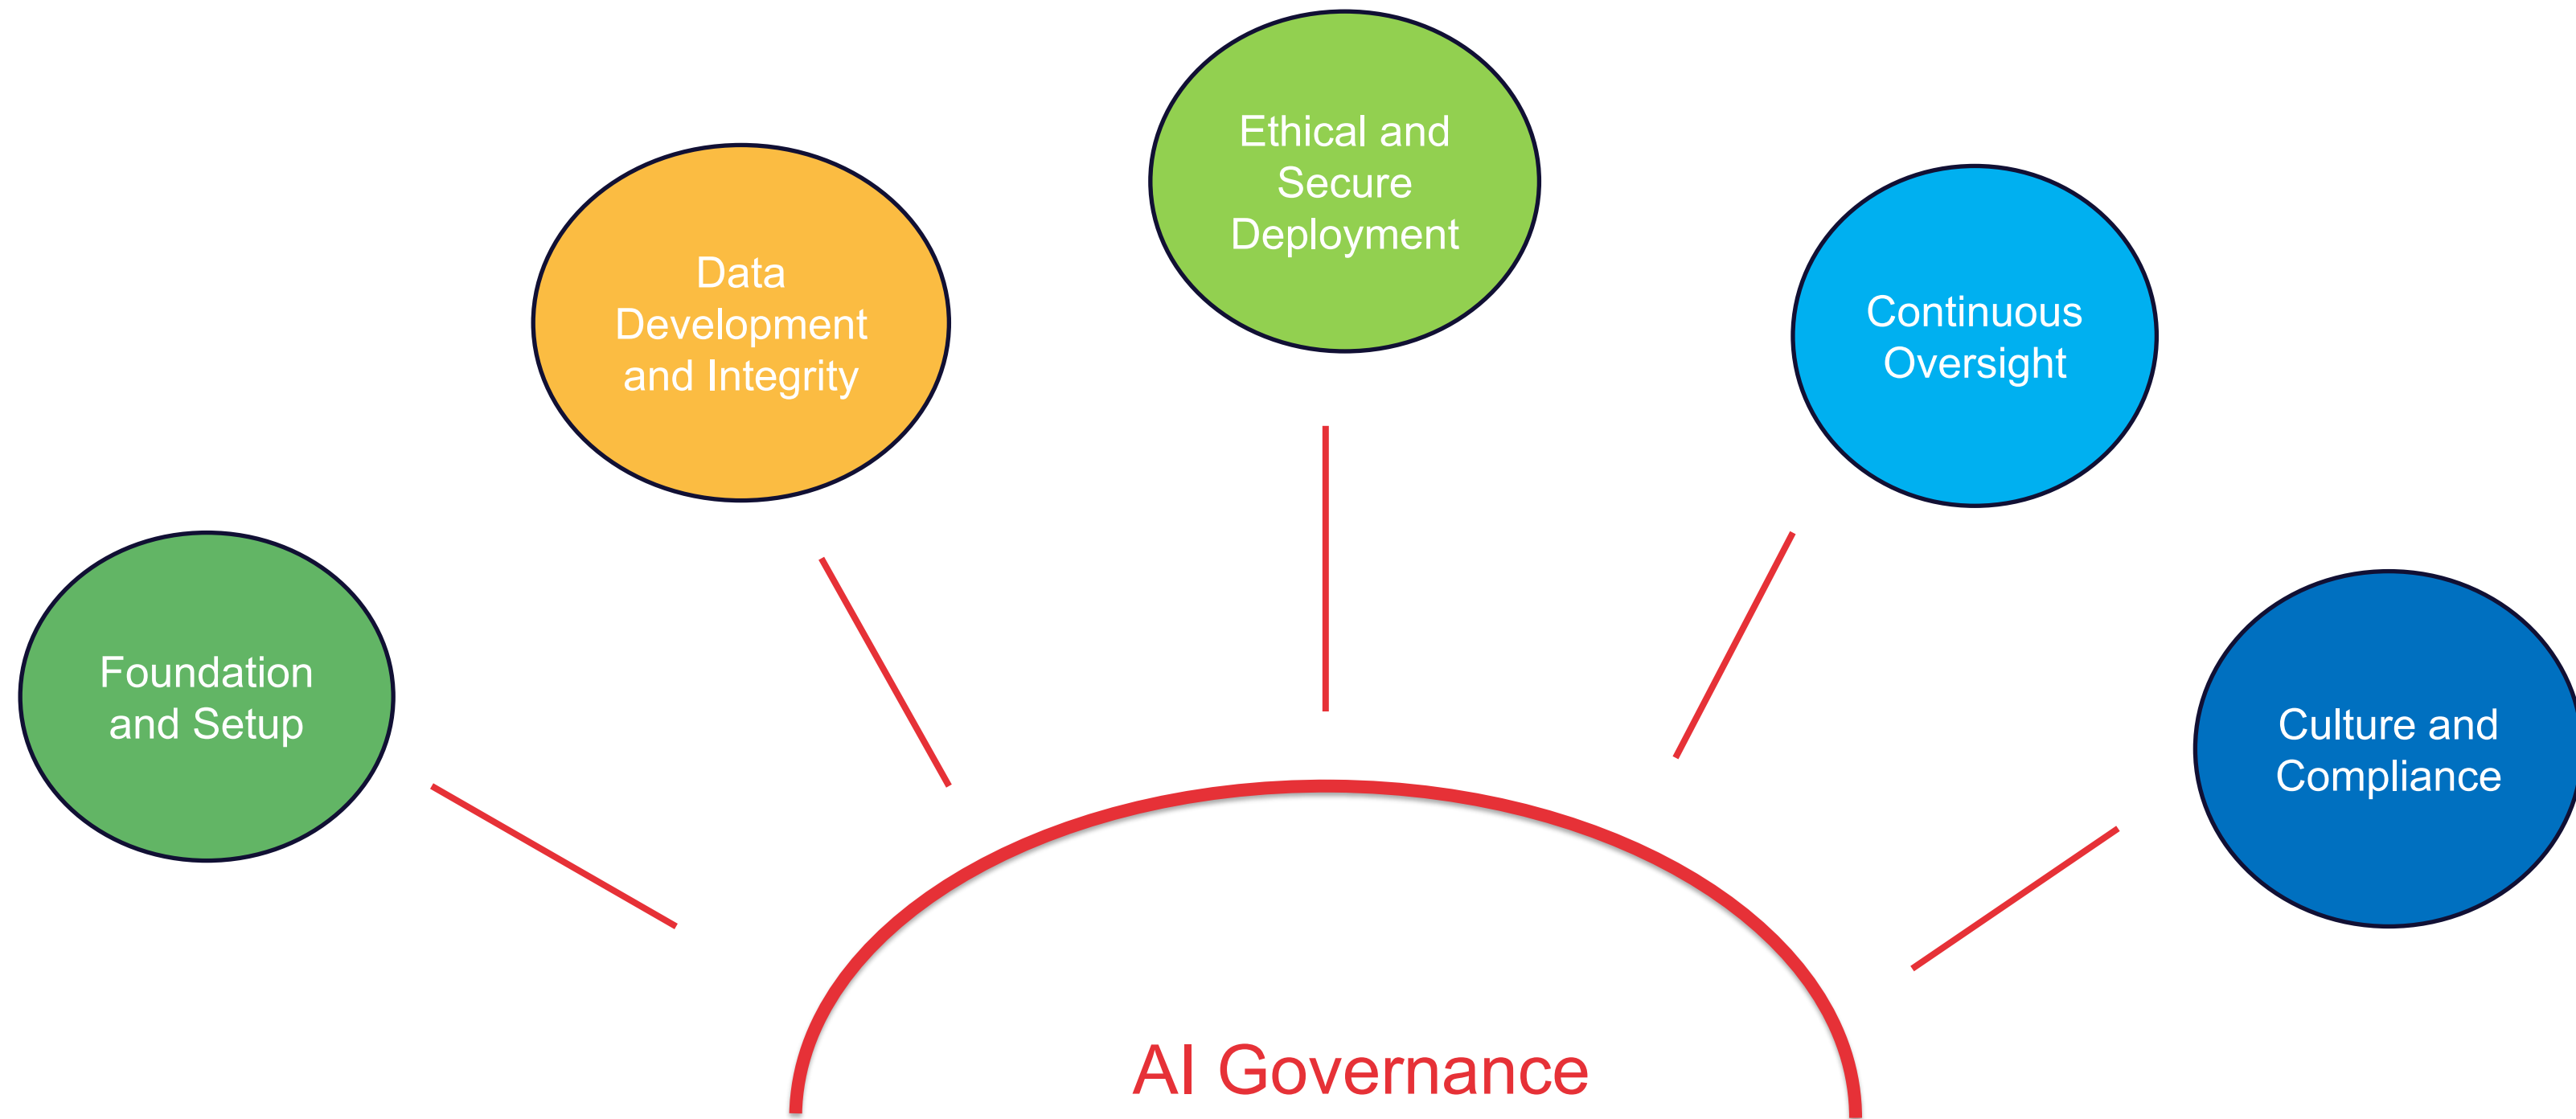 Foundation
and Setup
Data
Development
and Integrity
Ethical and
Secure
Deployment
Continuous
Oversight
Culture and
Compliance
AI Governance